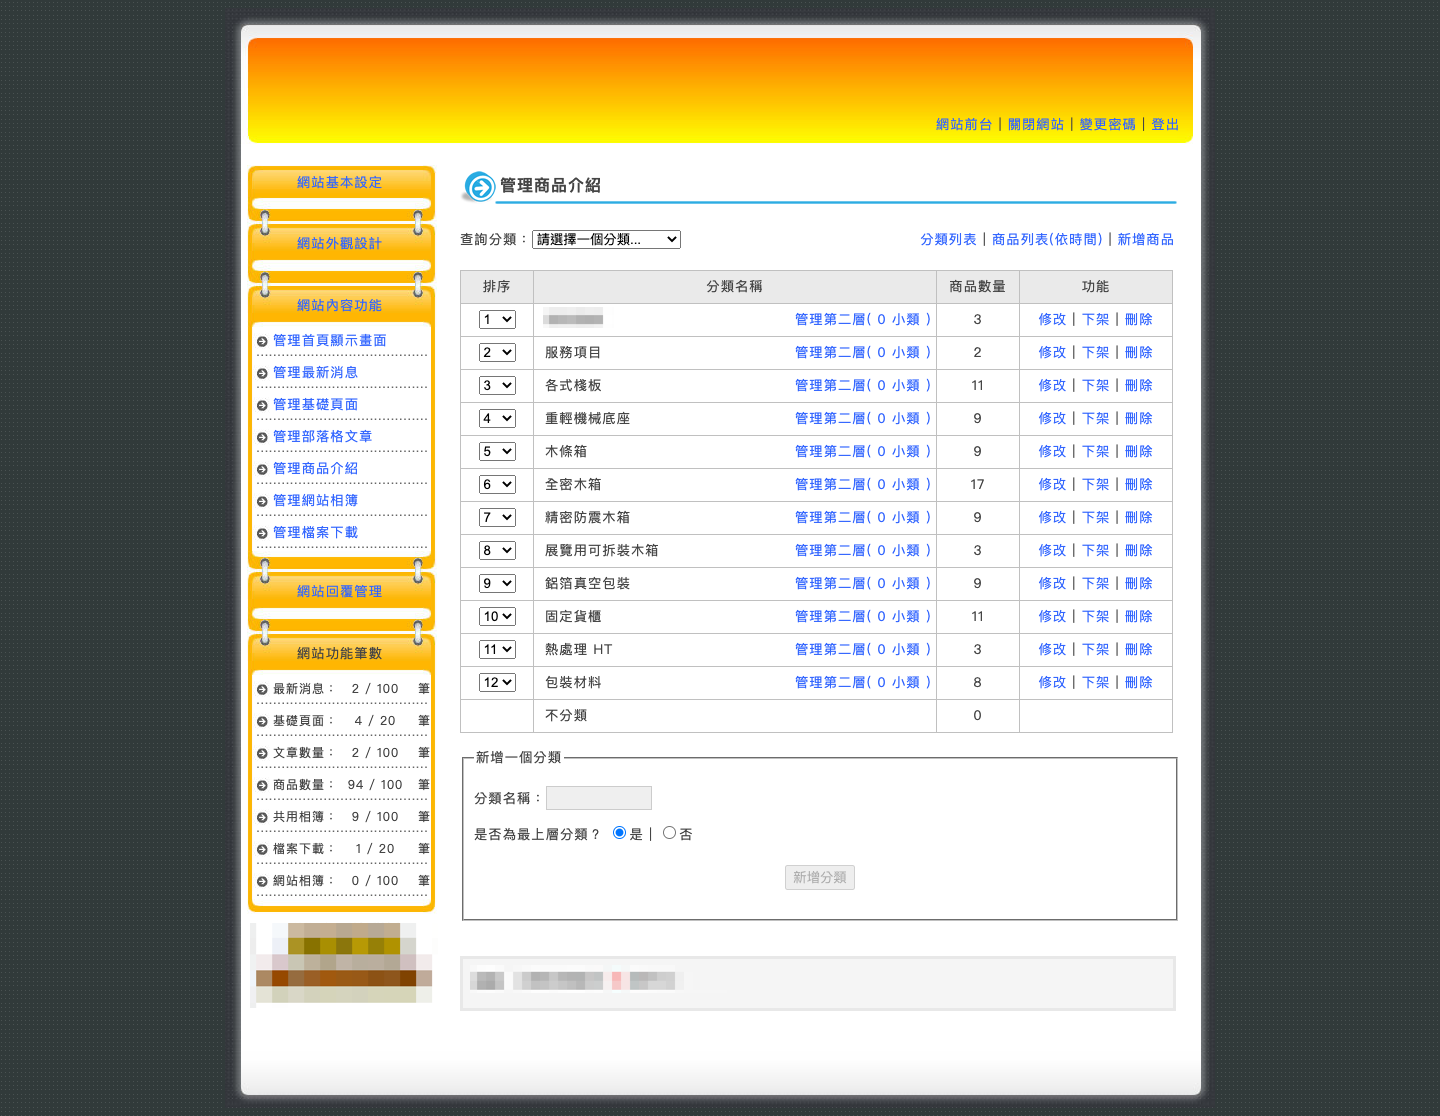 網站前台 | 關閉網站 | 變更密碼 | 登出
網站基本設定
網站外觀設計
網站內容功能
管理首頁顯示畫面
管理最新消息
管理基礎頁面
管理部落格文章
管理商品介紹
管理網站相簿
管理檔案下載
網站回覆管理
網站功能筆數
最新消息： 2 / 100 筆
基礎頁面： 4 / 20 筆
文章數量： 2 / 100 筆
商品數量： 94 / 100 筆
共用相簿： 9 / 100 筆
檔案下載： 1 / 20 筆
網站相簿： 0 / 100 筆
管理商品介紹
查詢分類： 請選擇一個分類... 分類列表 | 商品列表(依時間) | 新增商品
排序 分類名稱 商品數量 功能
1 管理第二層( 0 小類 ) 3 修改 | 下架 | 刪除
2 服務項目 管理第二層( 0 小類 ) 2 修改 | 下架 | 刪除
3 各式棧板 管理第二層( 0 小類 ) 11 修改 | 下架 | 刪除
4 重輕機械底座 管理第二層( 0 小類 ) 9 修改 | 下架 | 刪除
5 木條箱 管理第二層( 0 小類 ) 9 修改 | 下架 | 刪除
6 全密木箱 管理第二層( 0 小類 ) 17 修改 | 下架 | 刪除
7 精密防震木箱 管理第二層( 0 小類 ) 9 修改 | 下架 | 刪除
8 展覽用可拆裝木箱 管理第二層( 0 小類 ) 3 修改 | 下架 | 刪除
9 鋁箔真空包裝 管理第二層( 0 小類 ) 9 修改 | 下架 | 刪除
10 固定貨櫃 管理第二層( 0 小類 ) 11 修改 | 下架 | 刪除
11 熱處理 HT 管理第二層( 0 小類 ) 3 修改 | 下架 | 刪除
12 包裝材料 管理第二層( 0 小類 ) 8 修改 | 下架 | 刪除
不分類 0
新增一個分類
分類名稱：
是否為最上層分類？ 是 | 否
新增分類